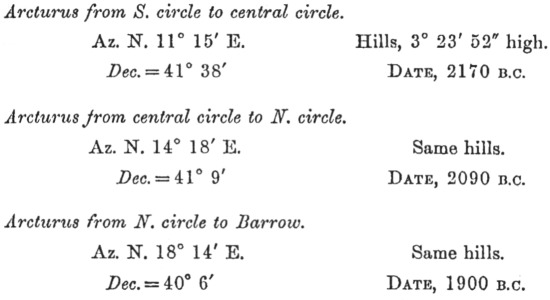 Arcturus from S. circle to central circle.
Az. N. 11° 15′ E. Hills, 3° 23′ 52″ high.
Dec. = 41° 38′ DATE, 2170 B.C.
Arcturus from central circle to N. circle.
Az. N. 14° 18′ E. Same hills.
Dec. = 41° 9′ DATE, 2090 B.C.
Arcturus from N. circle to Barrow.
Az. N. 18° 14′ E. Same hills.
Dec. = 40° 6′ DATE, 1900 B.C.